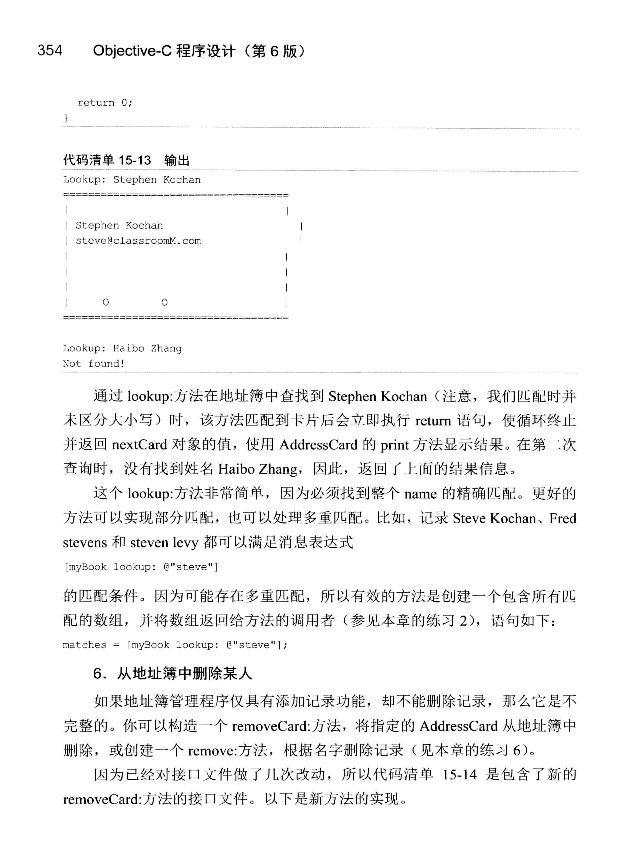 354 Objective-C 程序设计（第 6 版）
return 0;
}
代码清单 15-13 输出
Lookup: Stephen Kochan
====================================
| |
| Stephen Kochan |
| steve@classroomM.com |
| |
| |
| |
| O O |
====================================
Lookup: Haibo Zhang
Not found!
通过 lookup:方法在地址簿中查找到 Stephen Kochan（注意，我们匹配时并
未区分大小写）时，该方法匹配到卡片后会立即执行 return 语句，使循环终止
并返回 nextCard 对象的值，使用 AddressCard 的 print 方法显示结果。在第二次
查询时，没有找到姓名 Haibo Zhang，因此，返回了上面的结果信息。
这个 lookup:方法非常简单，因为必须找到整个 name 的精确匹配。更好的
方法可以实现部分匹配，也可以处理多重匹配。比如，记录 Steve Kochan、Fred
stevens 和 steven levy 都可以满足消息表达式
[myBook lookup: @"steve"]
的匹配条件。因为可能存在多重匹配，所以有效的方法是创建一个包含所有匹
配的数组，并将数组返回给方法的调用者（参见本章的练习 2），语句如下：
matches = [myBook lookup: @"steve"];
6．从地址簿中删除某人
如果地址簿管理程序仅具有添加记录功能，却不能删除记录，那么它是不
完整的。你可以构造一个 removeCard:方法，将指定的 AddressCard 从地址簿中
删除，或创建一个 remove:方法，根据名字删除记录（见本章的练习 6）。
因为已经对接口文件做了几次改动，所以代码清单 15-14 是包含了新的
removeCard:方法的接口文件。以下是新方法的实现。